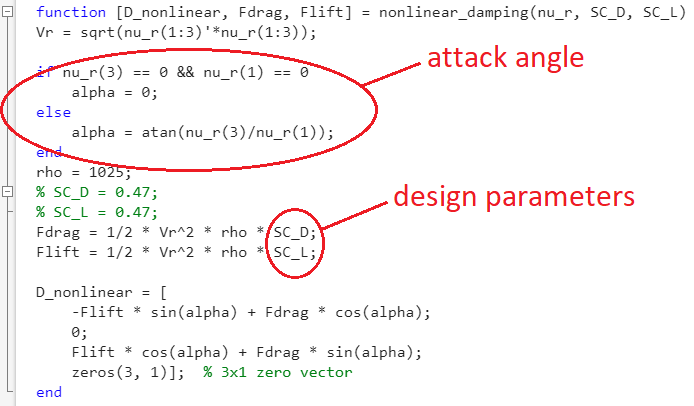 function [D_nonlinear, Fdrag, Flift] = nonlinear_damping(nu_r, SC_D, SC_L)
Vr = sqrt(nu_r(1:3)'*nu_r(1:3));
attack angle
if nu_r(3) == 0 && nu_r(1) == 0
alpha = 0;
else
alpha = atan(nu_r(3)/nu_r(1));
end
rho = 1025;
% SC_D = 0.47;
design parameters
% SC_L = 0.47;
Fdrag = 1/2 * Vr^2 * rho * SC_D;
Flift = 1/2 * Vr^2 * rho * SC_L;
D_nonlinear = [
-Flift * sin(alpha) + Fdrag * cos(alpha);
0;
Flift * cos(alpha) + Fdrag * sin(alpha);
zeros(3, 1)]; % 3x1 zero vector
end